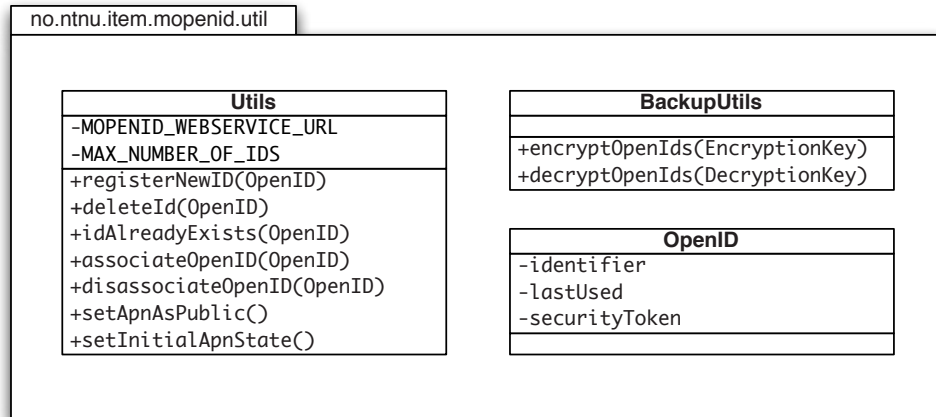 no.ntnu.item.mopenid.util
Utils
-MOPENID_WEBSERVICE_URL
-MAX_NUMBER_OF_IDS
+registerNewID(OpenID)
+deleteId(OpenID)
+idAlreadyExists(OpenID)
+associateOpenID(OpenID)
+disassociateOpenID(OpenID)
+setApnAsPublic()
+setInitialApnState()
BackupUtils
+encryptOpenIds(EncryptionKey)
+decryptOpenIds(DecryptionKey)
OpenID
-identifier
-lastUsed
-securityToken